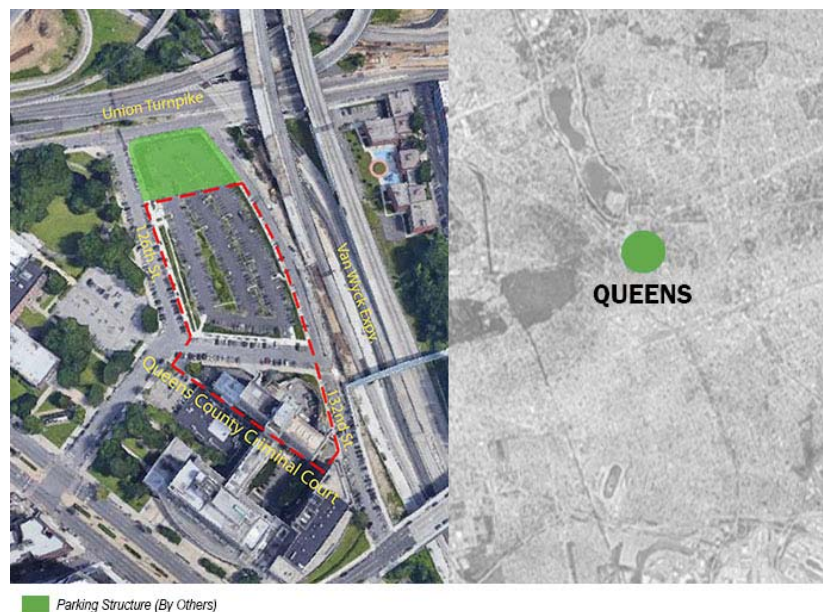 Union Turnpike
126th St
Van Wyck Expy.
132nd St
Queens County Criminal Court
QUEENS
Parking Structure (By Others)